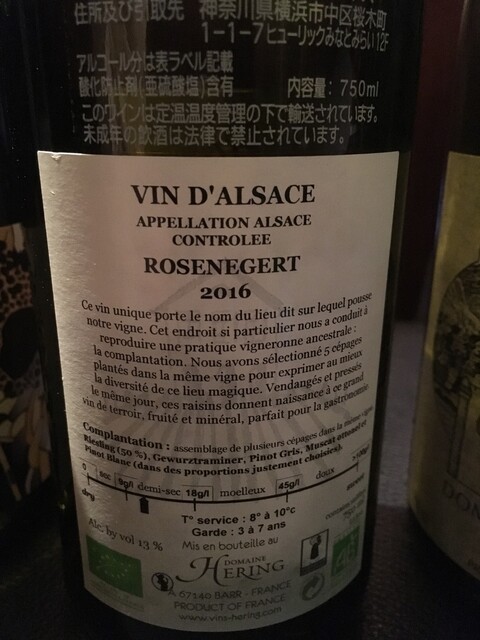 住所及び引取先 神奈川県横浜市中区桜木町
1-1-7ヒューリックみなとみらい12F
アルコール分は表ラベル記載
酸化防止剤(亜硫酸塩)含有 内容量: 750ml
このワインは定温温度管理の下で輸送されています。
未成年の飲酒は法律で禁止されています。
VIN D'ALSACE
APPELLATION ALSACE
CONTROLEE
ROSENEGERT
2016
Ce vin unique porte le nom du lieu dit sur lequel pousse
notre vigne. Cet endroit si particulier nous a conduit à
reproduire une pratique vigneronne ancestrale :
la complantation. Nous avons sélectionné 5 cépages
plantés dans la même vigne pour exprimer au mieux
la diversité de ce lieu magique. Vendangés et pressés
le même jour, ces raisins donnent naissance à ce grand
vin de terroir, fruité et minéral, parfait pour la gastronomie.
Complantation : assemblage de plusieurs cépages dans la même vigne
Riesling (50 %), Gewurztraminer, Pinot Gris, Muscat ottonel et
Pinot Blanc (dans des proportions justement choisies).
0 sec 9g/l demi-sec 18g/l moelleux 45g/l doux >100g/l
dry sweet
T° service : 8° à 10°c
Garde : 3 à 7 ans
Alc by vol 13 %
Mis en bouteille au
DOMAINE
HERING
A 67140 BARR - FRANCE
PRODUCT OF FRANCE
www.vins-hering.com
750 ml
AB